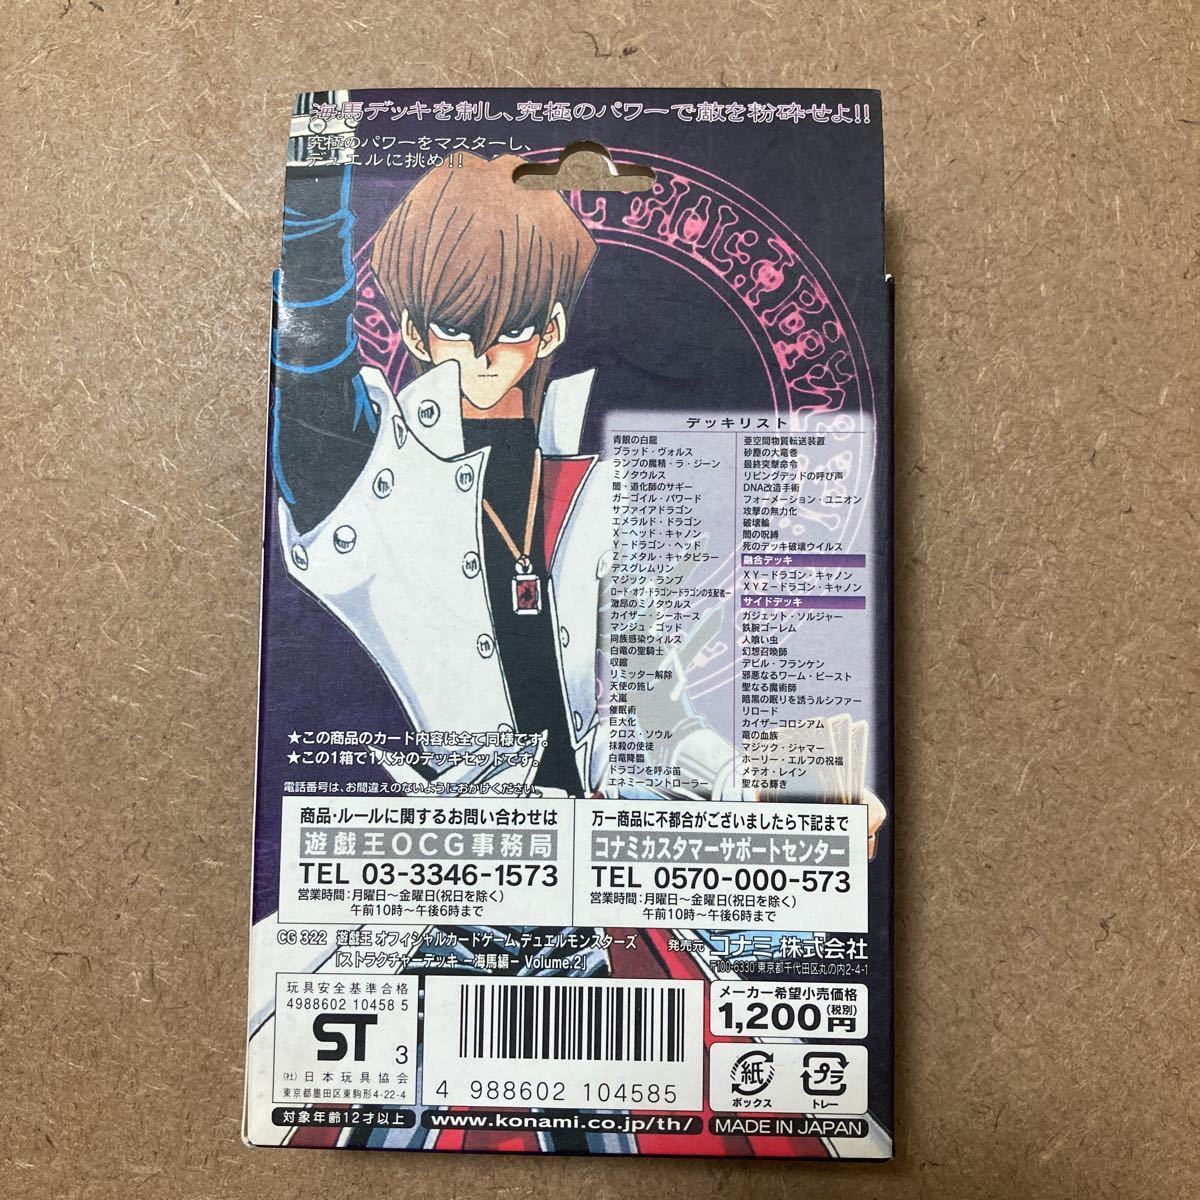 海馬デッキを制し、究極のパワーで敵を粉砕せよ!!
究極のパワーをマスターし、
デュエルに挑め!!
デッキリスト
青眼の白龍
ブラッド・ヴォルス
ランプの魔精・ラ・ジーン
ミノタウルス
闇・道化師のサギー
ガーゴイル・パワード
サファイアドラゴン
エメラルド・ドラゴン
X−ヘッド・キャノン
Y−ドラゴン・ヘッド
Z−メタル・キャタピラー
デスグレムリン
マジック・ランプ
ロード・オブ・ドラゴン−ドラゴンの支配者−
激昂のミノタウルス
カイザー・シーホース
マンジュ・ゴッド
同族感染ウィルス
白竜の聖騎士
収縮
リミッター解除
天使の施し
大嵐
催眠術
巨大化
クロス・ソウル
抹殺の使徒
白竜降臨
ドラゴンを呼ぶ笛
エネミーコントローラー
亜空間物質転送装置
砂塵の大竜巻
最終突撃命令
リビングデッドの呼び声
DNA改造手術
フォーメーション・ユニオン
攻撃の無力化
破壊輪
闇の呪縛
死のデッキ破壊ウイルス
融合デッキ
XY−ドラゴン・キャノン
XYZ−ドラゴン・キャノン
サイドデッキ
ガジェット・ソルジャー
鉄腕ゴーレム
人喰い虫
幻想召喚師
デビル・フランケン
邪悪なるワーム・ビースト
聖なる魔術師
暗黒の眠りを誘うルシファー
リロード
カイザーコロシアム
竜の血族
マジック・ジャマー
ホーリー・エルフの祝福
メテオ・レイン
聖なる輝き
★この商品のカード内容は全て同様です。
★この1箱で1人分のデッキセットです。
電話番号は、お間違えのないようにおかけください。
商品・ルールに関するお問い合わせは
遊戯王OCG事務局
TEL 03-3346-1573
営業時間:月曜日〜金曜日(祝日を除く)
午前10時〜午後6時まで
万一商品に不都合がございましたら下記まで
コナミカスタマーサポートセンター
TEL 0570-000-573
営業時間:月曜日〜金曜日(祝日を除く)
午前10時〜午後6時まで
CG 322 遊戯王 オフィシャルカードゲーム デュエルモンスターズ
「ストラクチャーデッキ −海馬編− Volume.2」
発売元 コナミ株式会社
〒100-6330 東京都千代田区丸の内2-4-1
玩具安全基準合格
4988602 10458 5
ST 3
(社)日本玩具協会
東京都墨田区東駒形4-22-4
対象年齢12才以上
4 988602 104585
www.konami.co.jp/th/
メーカー希望小売価格
1,200円(税別)
紙
ボックス
プラ
トレー
MADE IN JAPAN